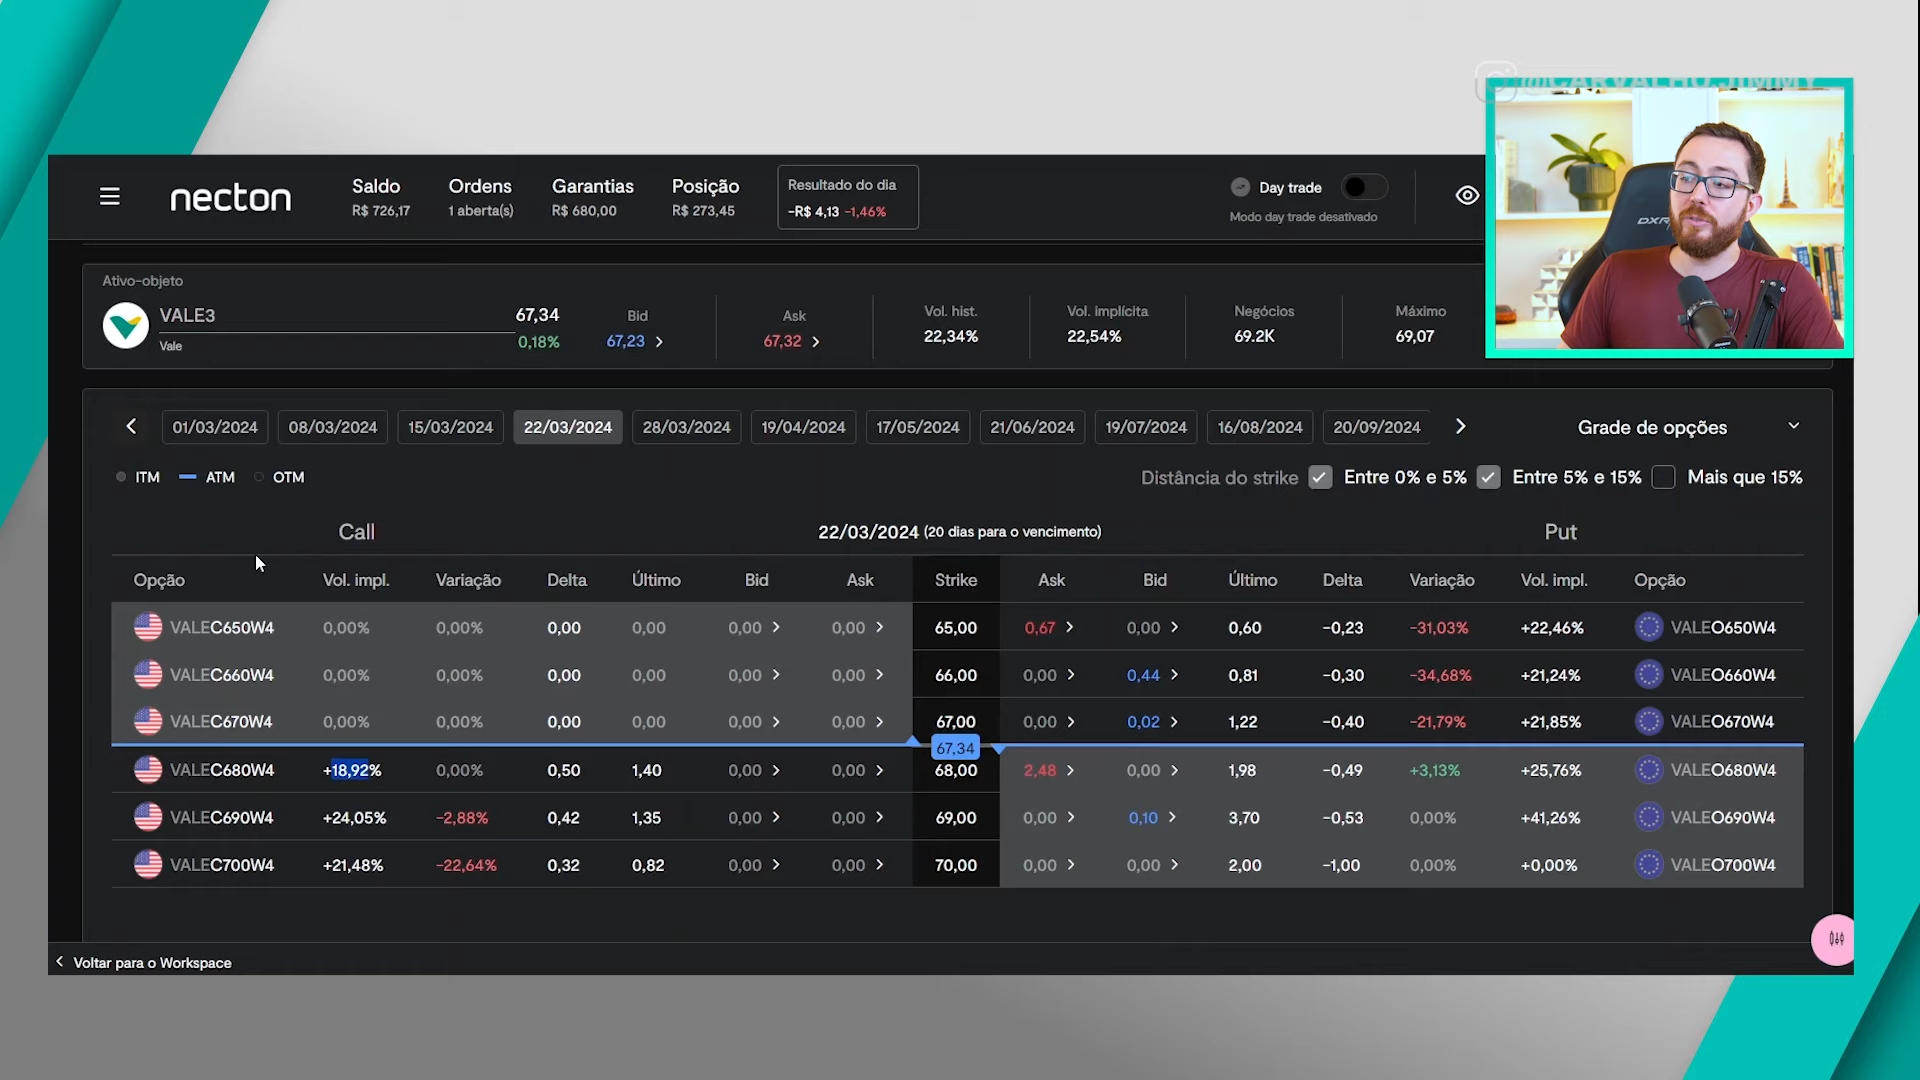 @CARVALHO.JIMMY
necton
Saldo
R$ 726,17
Ordens
1 aberta(s)
Garantias
R$ 680,00
Posição
R$ 273,45
Resultado do dia
-R$ 4,13 -1,46%
Day trade
Modo day trade desativado
DXR
Ativo-objeto
VALE3
Vale
67,34
0,18%
Bid
67,23
Ask
67,32
Vol. hist.
22,34%
Vol. implícita
22,54%
Negócios
69.2K
Máximo
69,07
01/03/2024 08/03/2024 15/03/2024 22/03/2024 28/03/2024 19/04/2024 17/05/2024 21/06/2024 19/07/2024 16/08/2024 20/09/2024 Grade de opções
ITM ATM OTM Distância do strike Entre 0% e 5% Entre 5% e 15% Mais que 15%
Call 22/03/2024 (20 dias para o vencimento) Put
Opção Vol. impl. Variação Delta Último Bid Ask Strike Ask Bid Último Delta Variação Vol. impl. Opção
VALEC650W4 0,00% 0,00% 0,00 0,00 0,00 0,00 65,00 0,67 0,00 0,60 -0,23 -31,03% +22,46% VALEO650W4
VALEC660W4 0,00% 0,00% 0,00 0,00 0,00 0,00 66,00 0,00 0,44 0,81 -0,30 -34,68% +21,24% VALEO660W4
VALEC670W4 0,00% 0,00% 0,00 0,00 0,00 0,00 67,00 0,00 0,02 1,22 -0,40 -21,79% +21,85% VALEO670W4
67,34
VALEC680W4 +18,92% 0,00% 0,50 1,40 0,00 0,00 68,00 2,48 0,00 1,98 -0,49 +3,13% +25,76% VALEO680W4
VALEC690W4 +24,05% -2,88% 0,42 1,35 0,00 0,00 69,00 0,00 0,10 3,70 -0,53 0,00% +41,26% VALEO690W4
VALEC700W4 +21,48% -22,64% 0,32 0,82 0,00 0,00 70,00 0,00 0,00 2,00 -1,00 0,00% +0,00% VALEO700W4
Voltar para o Workspace